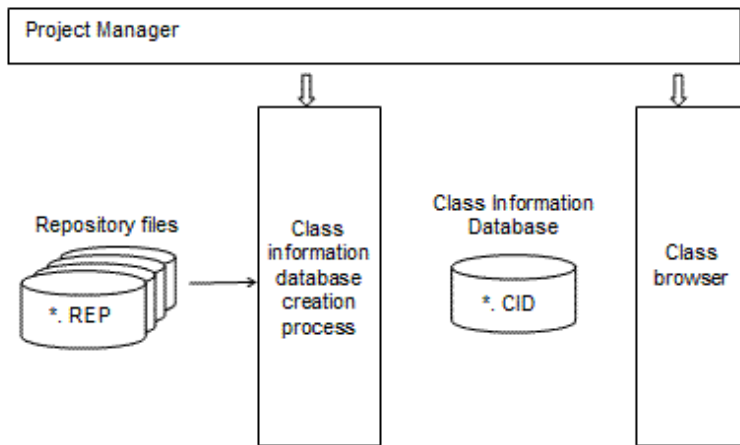 Project Manager
Repository files
*. REP
Class
information
database
creation
process
Class Information
Database
*. CID
Class
browser